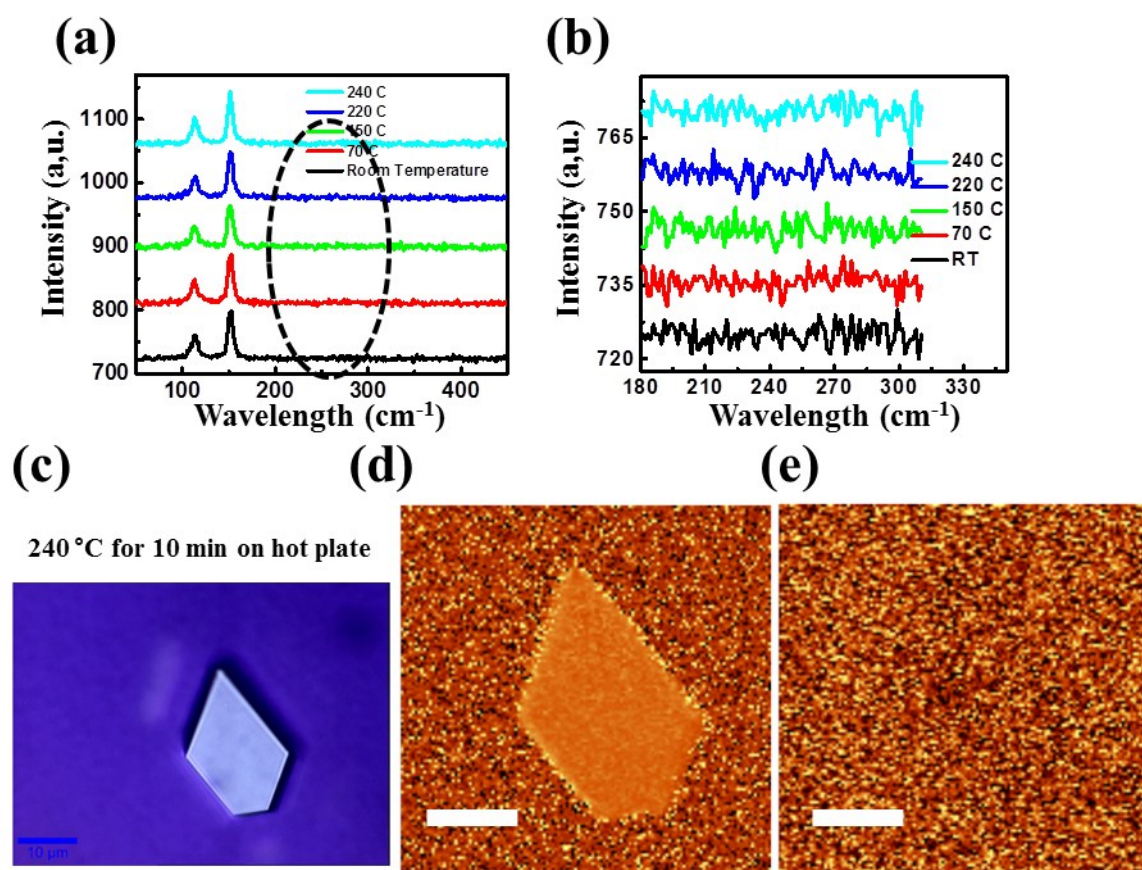 (a)
Intensity (a,u.)
1100
1000
900
800
700
240 C
220 C
150 C
70 C
Room Temperature
100 200 300 400
Wavelength (cm-1)
(b)
Intensity (a,u.)
765
750
735
720
240 C
220 C
150 C
70 C
RT
180 210 240 270 300 330
Wavelength (cm-1)
(c)
240 °C for 10 min on hot plate
10 µm
(d)
(e)